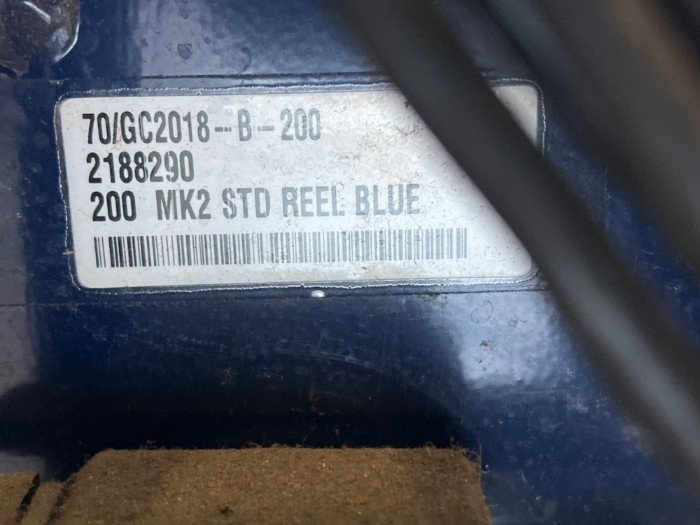 70/GC2018--B-200
2188290
200 MK2 STD REEL BLUE